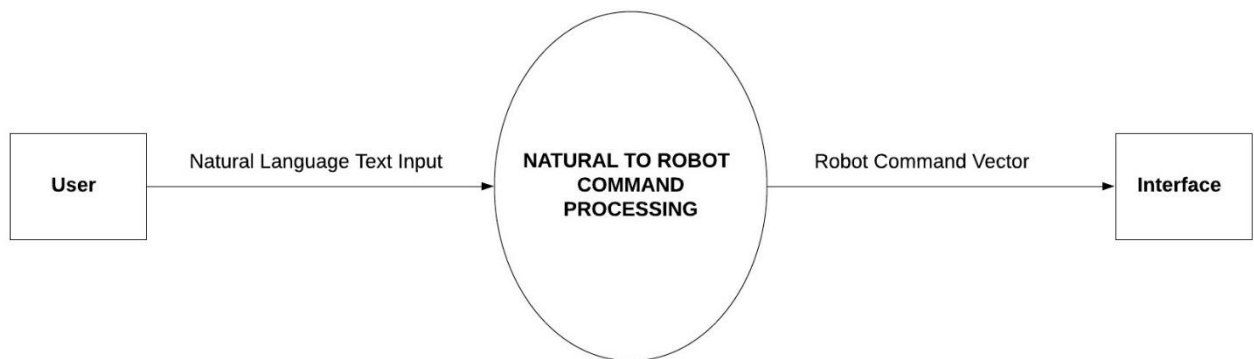 User
Natural Language Text Input
NATURAL TO ROBOT
COMMAND
PROCESSING
Robot Command Vector
Interface